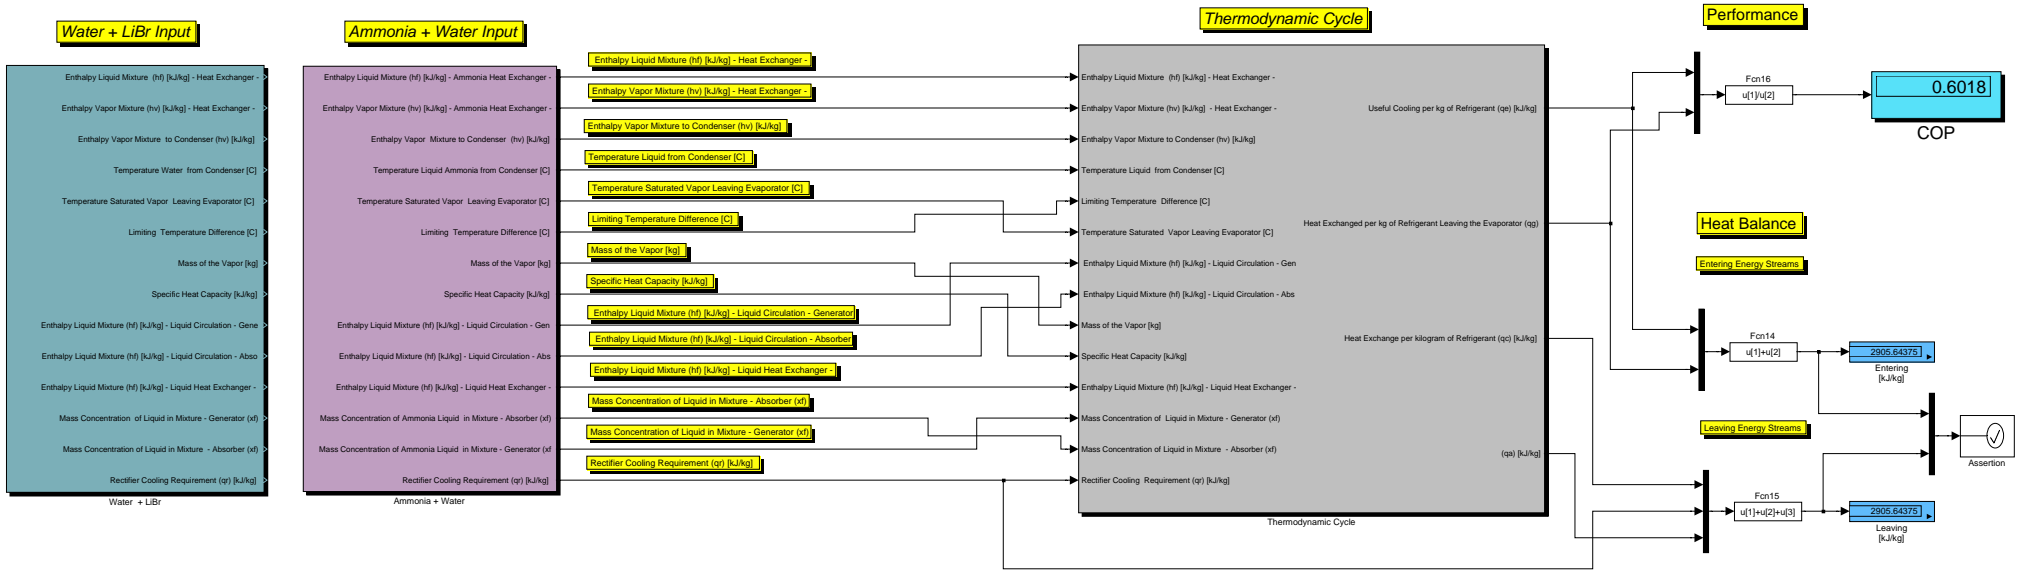 Water + LiBr Input
Enthalpy Liquid Mixture (hf) [kJ/kg] - Heat Exchanger -
Enthalpy Vapor Mixture (hv) [kJ/kg] - Heat Exchanger -
Enthalpy Vapor Mixture to Condenser (hv) [kJ/kg]
Temperature Water from Condenser [C]
Temperature Saturated Vapor Leaving Evaporator [C]
Limiting Temperature Difference [C]
Mass of the Vapor [kg]
Specific Heat Capacity [kJ/kg]
Enthalpy Liquid Mixture (hf) [kJ/kg] - Liquid Circulation - Gene
Enthalpy Liquid Mixture (hf) [kJ/kg] - Liquid Circulation - Abso
Enthalpy Liquid Mixture (hf) [kJ/kg] - Liquid Heat Exchanger -
Mass Concentration of Liquid in Mixture - Generator (xf)
Mass Concentration of Liquid in Mixture - Absorber (xf)
Rectifier Cooling Requirement (qr) [kJ/kg]
Water + LiBr
Ammonia + Water Input
Enthalpy Liquid Mixture (hf) [kJ/kg] - Ammonia Heat Exchanger -
Enthalpy Vapor Mixture (hv) [kJ/kg] - Ammonia Heat Exchanger -
Enthalpy Vapor Mixture to Condenser (hv) [kJ/kg]
Temperature Liquid Ammonia from Condenser [C]
Temperature Saturated Vapor Leaving Evaporator [C]
Limiting Temperature Difference [C]
Mass of the Vapor [kg]
Specific Heat Capacity [kJ/kg]
Enthalpy Liquid Mixture (hf) [kJ/kg] - Liquid Circulation - Gen
Enthalpy Liquid Mixture (hf) [kJ/kg] - Liquid Circulation - Abs
Enthalpy Liquid Mixture (hf) [kJ/kg] - Liquid Heat Exchanger -
Mass Concentration of Ammonia Liquid in Mixture - Absorber (xf)
Mass Concentration of Ammonia Liquid in Mixture - Generator (xf
Rectifier Cooling Requirement (qr) [kJ/kg]
Ammonia + Water
Enthalpy Liquid Mixture (hf) [kJ/kg] - Heat Exchanger -
Enthalpy Vapor Mixture (hv) [kJ/kg] - Heat Exchanger -
Enthalpy Vapor Mixture to Condenser (hv) [kJ/kg]
Temperature Liquid from Condenser [C]
Temperature Saturated Vapor Leaving Evaporator [C]
Limiting Temperature Difference [C]
Mass of the Vapor [kg]
Specific Heat Capacity [kJ/kg]
Enthalpy Liquid Mixture (hf) [kJ/kg] - Liquid Circulation - Generator
Enthalpy Liquid Mixture (hf) [kJ/kg] - Liquid Circulation - Absorber
Enthalpy Liquid Mixture (hf) [kJ/kg] - Liquid Heat Exchanger -
Mass Concentration of Liquid in Mixture - Absorber (xf)
Mass Concentration of Liquid in Mixture - Generator (xf)
Rectifier Cooling Requirement (qr) [kJ/kg]
Thermodynamic Cycle
Enthalpy Liquid Mixture (hf) [kJ/kg] - Heat Exchanger -
Enthalpy Vapor Mixture (hv) [kJ/kg] - Heat Exchanger -
Enthalpy Vapor Mixture to Condenser (hv) [kJ/kg]
Temperature Liquid from Condenser [C]
Limiting Temperature Difference [C]
Temperature Saturated Vapor Leaving Evaporator [C]
Enthalpy Liquid Mixture (hf) [kJ/kg] - Liquid Circulation - Gen
Enthalpy Liquid Mixture (hf) [kJ/kg] - Liquid Circulation - Abs
Mass of the Vapor [kg]
Specific Heat Capacity [kJ/kg]
Enthalpy Liquid Mixture (hf) [kJ/kg] - Liquid Heat Exchanger -
Mass Concentration of Liquid in Mixture - Generator (xf)
Mass Concentration of Liquid in Mixture - Absorber (xf)
Rectifier Cooling Requirement (qr) [kJ/kg]
Useful Cooling per kg of Refrigerant (qe) [kJ/kg]
Heat Exchanged per kg of Refrigerant Leaving the Evaporator (qg)
Heat Exchange per kilogram of Refrigerant (qc) [kJ/kg]
(qa) [kJ/kg]
Thermodynamic Cycle
Performance
Fcn16
u[1]/u[2]
0.6018
COP
Heat Balance
Entering Energy Streams
Fcn14
u[1]+u[2]
2905.64375
Entering
[kJ/kg]
Leaving Energy Streams
Assertion
Fcn15
u[1]+u[2]+u[3]
2905.64375
Leaving
[kJ/kg]